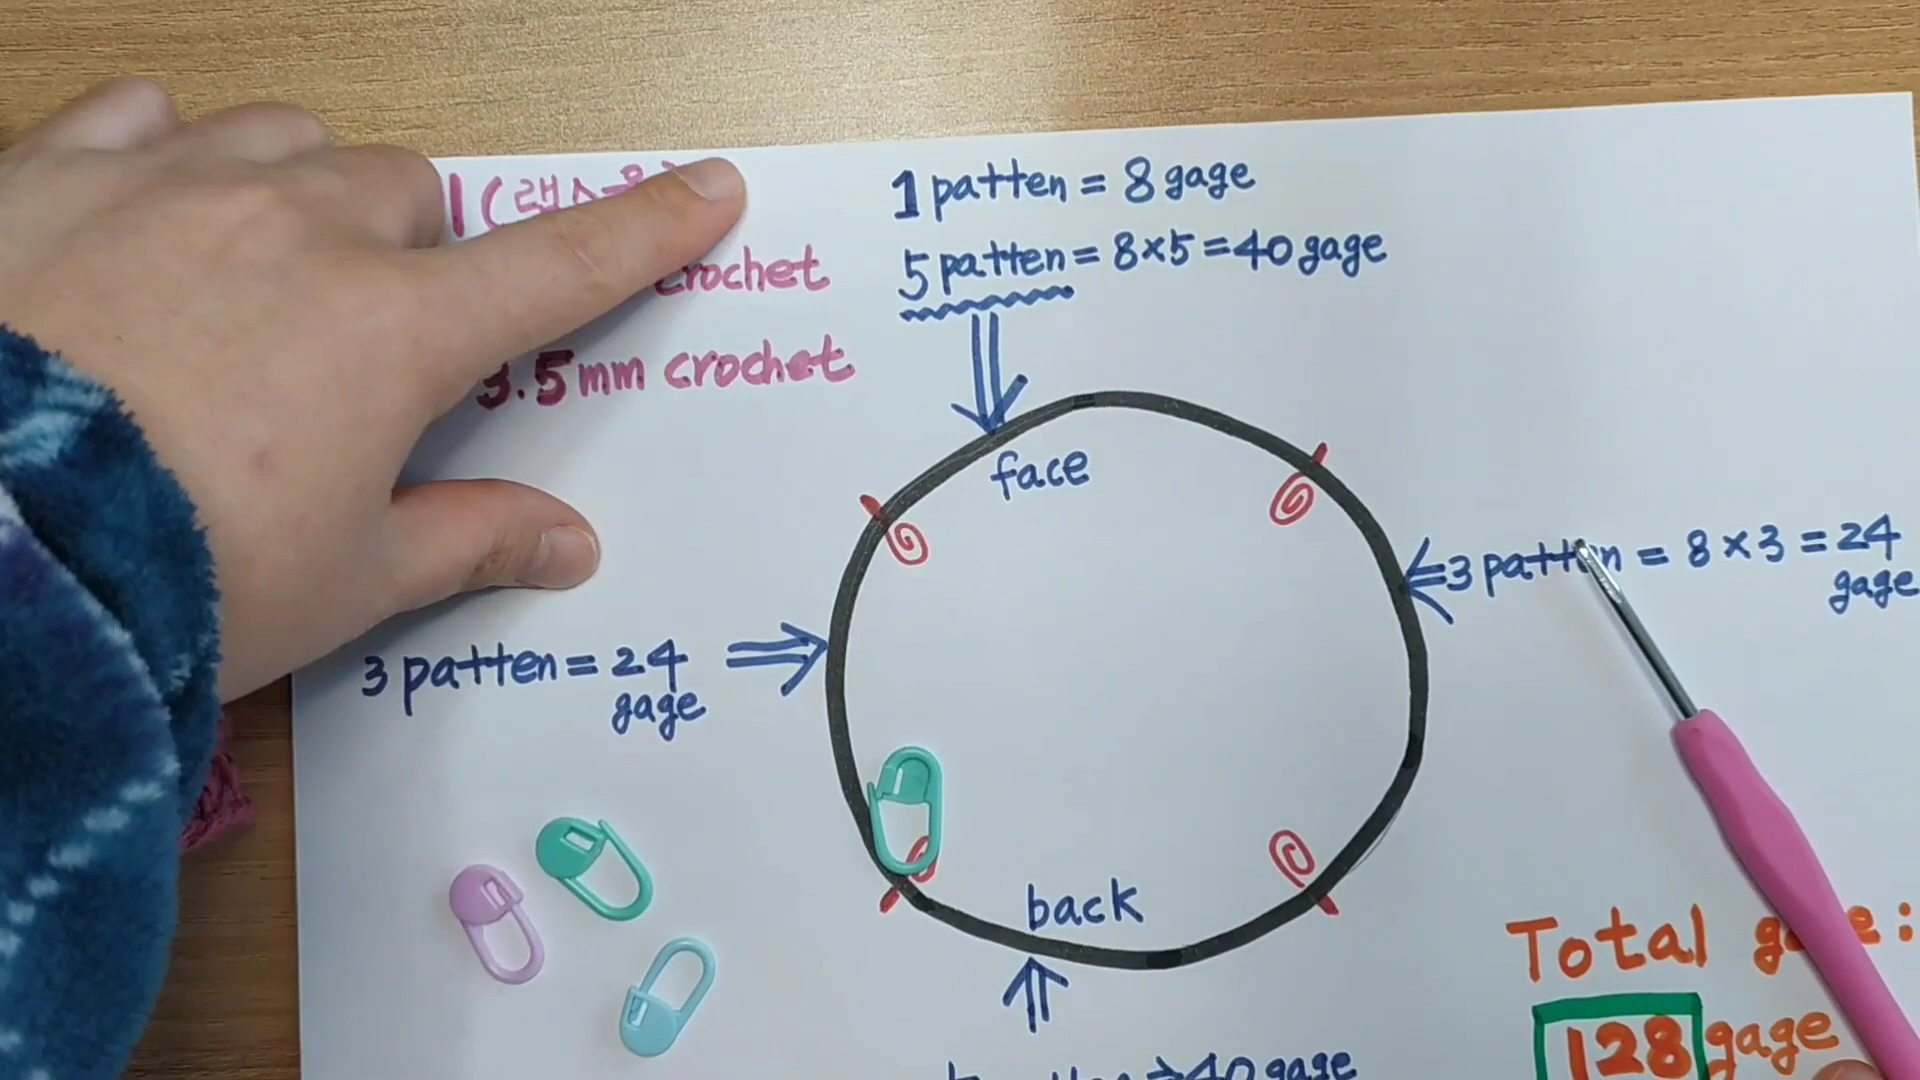 1 patten = 8 gage
5 patten = 8×5 = 40 gage
crochet
3.5mm crochet
face
3 patten = 8 × 3 = 24
gage
3 patten = 24
gage
back
Total
128 gage
40 gage